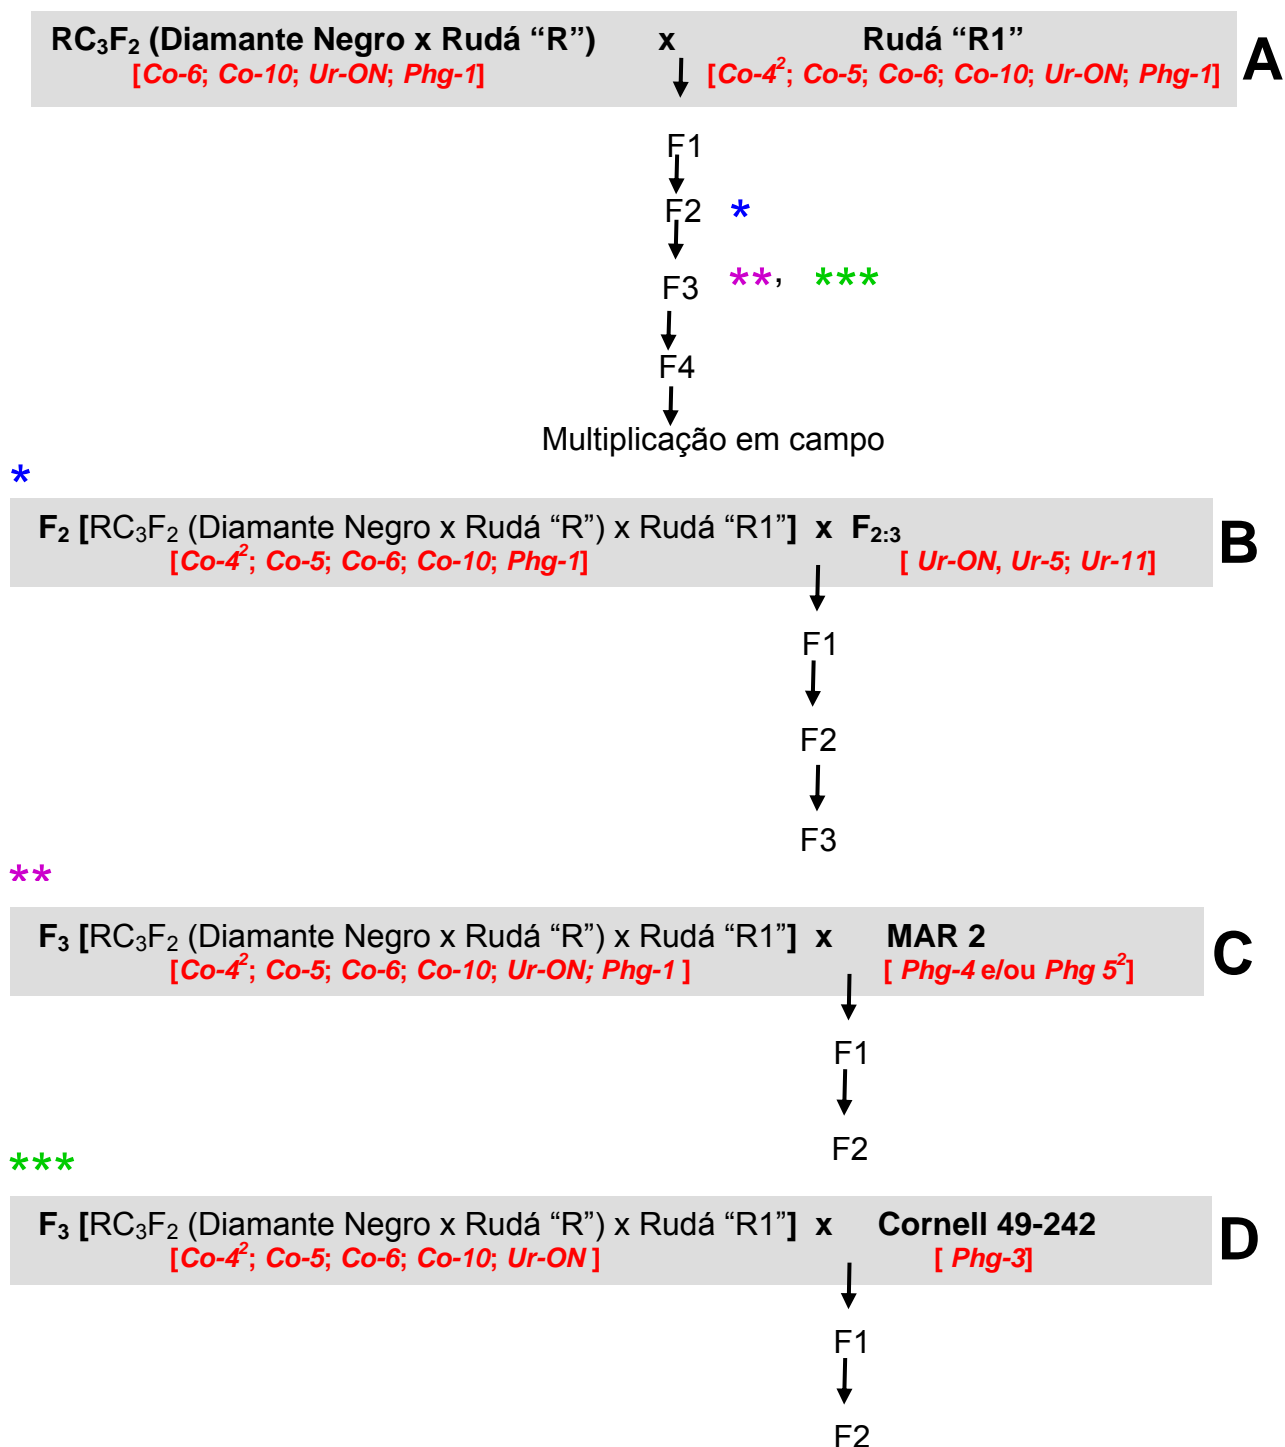 RC₃F₂ (Diamante Negro x Rudá “R”) x Rudá “R1”
[Co-6; Co-10; Ur-ON; Phg-1] [Co-4²; Co-5; Co-6; Co-10; Ur-ON; Phg-1]
A
F1
F2 *
F3 **, ***
F4
Multiplicação em campo
*
F₂ [RC₃F₂ (Diamante Negro x Rudá “R”) x Rudá “R1”] x F₂:₃
[Co-4²; Co-5; Co-6; Co-10; Phg-1] [ Ur-ON, Ur-5; Ur-11]
B
F1
F2
F3
**
F₃ [RC₃F₂ (Diamante Negro x Rudá “R”) x Rudá “R1”] x MAR 2
[Co-4²; Co-5; Co-6; Co-10; Ur-ON; Phg-1 ] [ Phg-4 e/ou Phg 5²]
C
F1
F2
***
F₃ [RC₃F₂ (Diamante Negro x Rudá “R”) x Rudá “R1”] x Cornell 49-242
[Co-4²; Co-5; Co-6; Co-10; Ur-ON ] [ Phg-3]
D
F1
F2